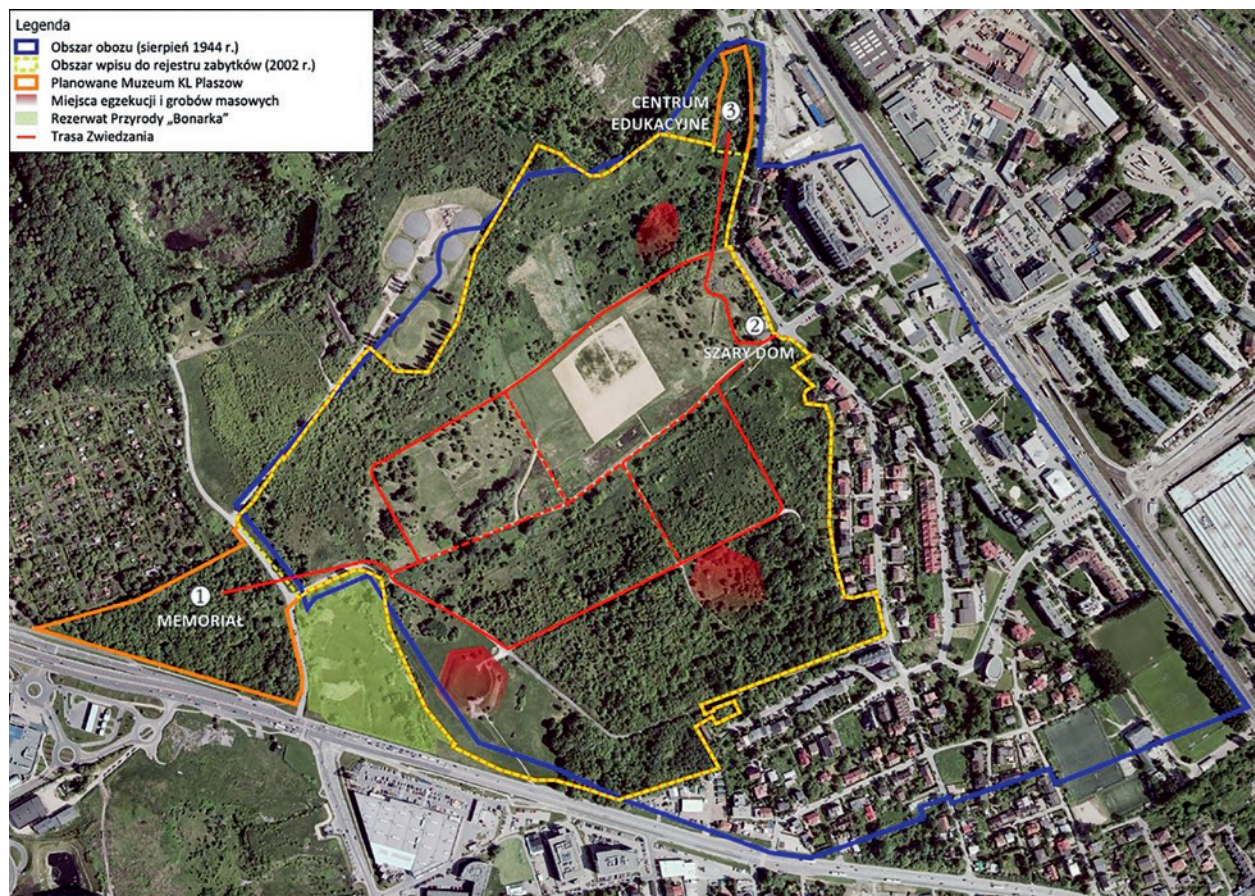 Legenda
Obszar obozu (sierpień 1944 r.)
Obszar wpisu do rejestru zabytków (2002 r.)
Planowane Muzeum KL Plaszow
Miejsca egzekucji i grobów masowych
Rezerwat Przyrody „Bonarka”
Trasa Zwiedzania
CENTRUM
EDUKACYJNE
3
2
SZARY DOM
1
MEMORIAŁ